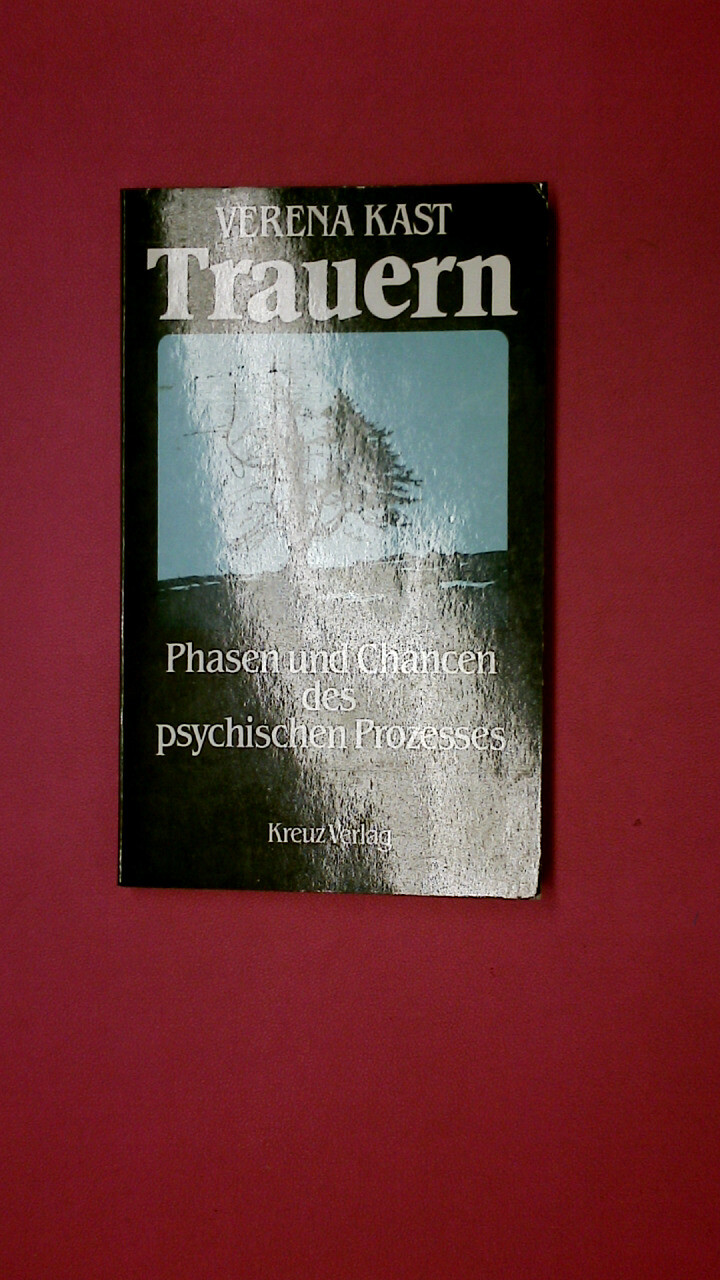 VERENA KAST
Trauern
Phasen und Chancen
des
psychischen Prozesses
Kreuz Verlag